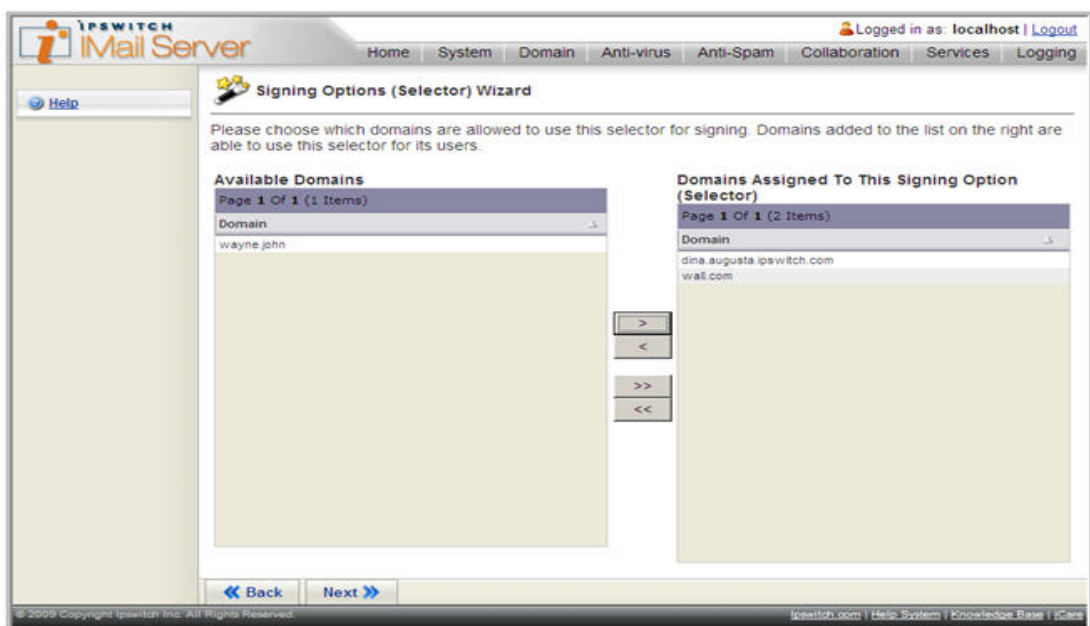 IPSWITCH
IMail Server
Logged in as: localhost | Logout
Home System Domain Anti-virus Anti-Spam Collaboration Services Logging
Help
Signing Options (Selector) Wizard
Please choose which domains are allowed to use this selector for signing. Domains added to the list on the right are
able to use this selector for its users.
Available Domains
Page 1 Of 1 (1 Items)
Domain
wayne.john
>
<
>>
<<
Domains Assigned To This Signing Option
(Selector)
Page 1 Of 1 (2 Items)
Domain
dina.augusta.ipswitch.com
wall.com
Back Next
© 2009 Copyright Ipswitch Inc. All Rights Reserved.
Ipswitch.com | Help System | Knowledge Base | iCare